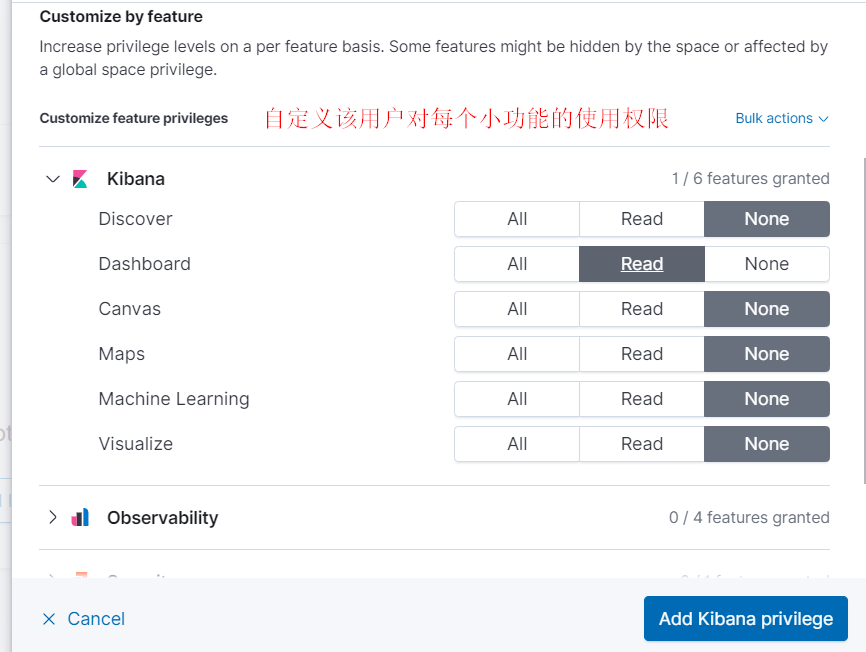 Customize by feature
Increase privilege levels on a per feature basis. Some features might be hidden by the space or affected by
a global space privilege.
Customize feature privileges 自定义该用户对每个小功能的使用权限 Bulk actions
Kibana 1 / 6 features granted
Discover All Read None
Dashboard All Read None
Canvas All Read None
Maps All Read None
Machine Learning All Read None
Visualize All Read None
Observability 0 / 4 features granted
Cancel Add Kibana privilege